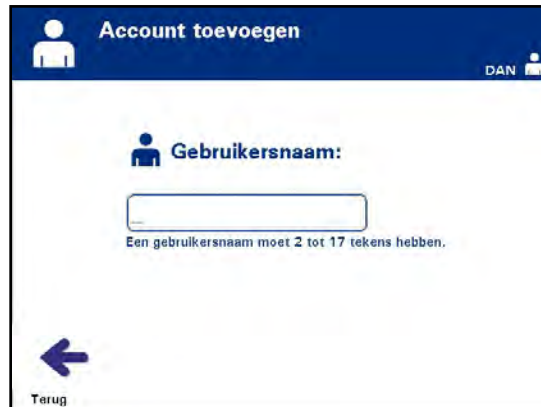 Account toevoegen
DAN
Gebruikersnaam:
Een gebruikersnaam moet 2 tot 17 tekens hebben.
Terug